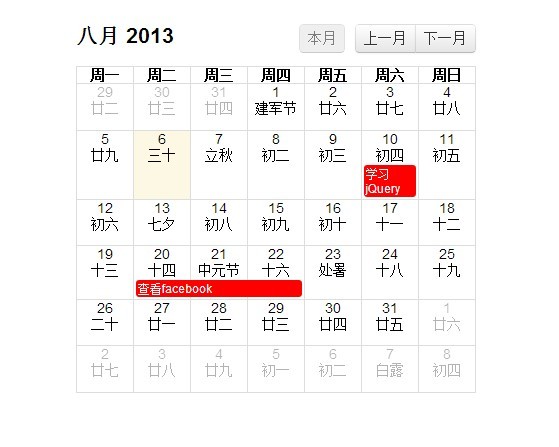 八月 2013
本月 上一月 下一月
周一 周二 周三 周四 周五 周六 周日
29 30 31 1 2 3 4
廿二 廿三 廿四 建军节 廿六 廿七 廿八
5 6 7 8 9 10 11
廿九 三十 立秋 初二 初三 初四 初五
学习
jQuery
12 13 14 15 16 17 18
初六 七夕 初八 初九 初十 十一 十二
19 20 21 22 23 24 25
十三 十四 中元节 十六 处暑 十八 十九
查看facebook
26 27 28 29 30 31 1
二十 廿一 廿二 廿三 廿四 廿五 廿六
2 3 4 5 6 7 8
廿七 廿八 廿九 初一 初二 白露 初四